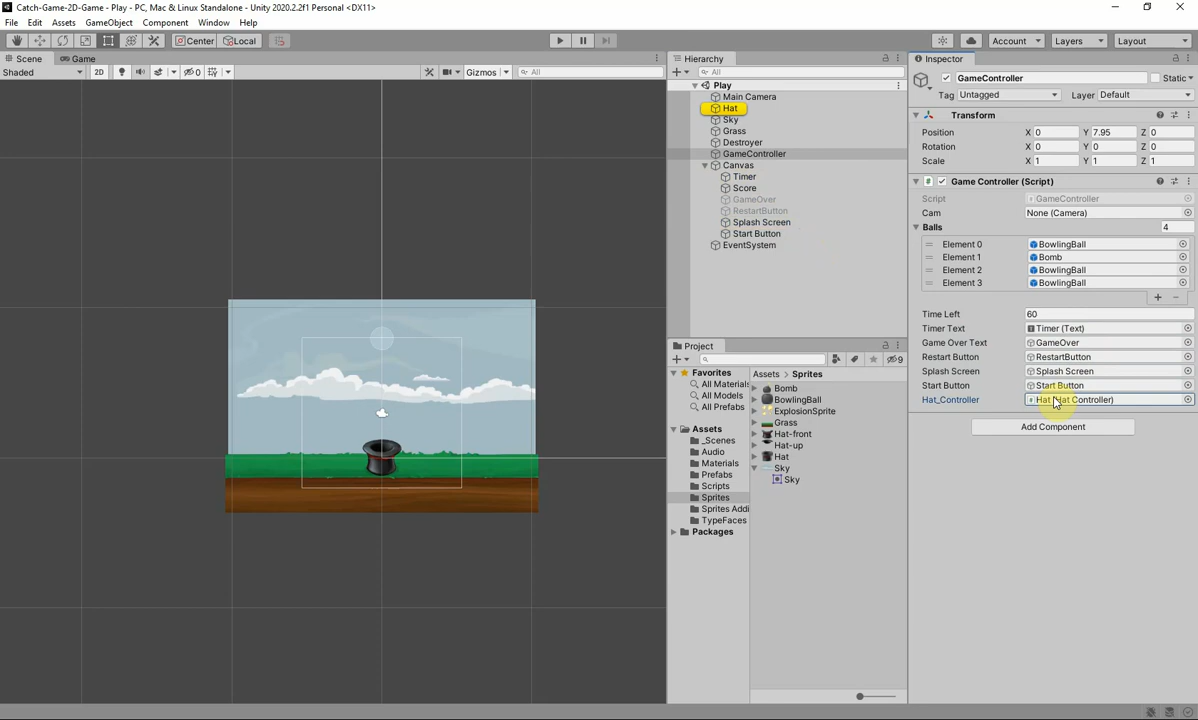 Catch-Game-2D-Game - Play - PC, Mac & Linux Standalone - Unity 2020.2.2f1 Personal <DX11>
File Edit Assets GameObject Component Window Help
Center Local Account Layers Layout
Scene Game
Shaded 2D 0 Gizmos All
Hierarchy
All
Play
Main Camera
Hat
Sky
Grass
Destroyer
GameController
Canvas
Timer
Score
GameOver
RestartButton
Splash Screen
Start Button
EventSystem
Project
9
Favorites
All Materials
All Models
All Prefabs
Assets
_Scenes
Audio
Materials
Prefabs
Scripts
Sprites
Sprites Addi
TypeFaces
Packages
Assets > Sprites
Bomb
BowlingBall
ExplosionSprite
Grass
Hat-front
Hat-up
Hat
Sky
Sky
Inspector
GameController Static
Tag Untagged Layer Default
Transform
Position X 0 Y 7.95 Z 0
Rotation X 0 Y 0 Z 0
Scale X 1 Y 1 Z 1
# Game Controller (Script)
Script GameController
Cam None (Camera)
Balls 4
Element 0 BowlingBall
Element 1 Bomb
Element 2 BowlingBall
Element 3 BowlingBall
+ −
Time Left 60
Timer Text Timer (Text)
Game Over Text GameOver
Restart Button RestartButton
Splash Screen Splash Screen
Start Button Start Button
Hat_Controller Hat (Hat Controller)
Add Component